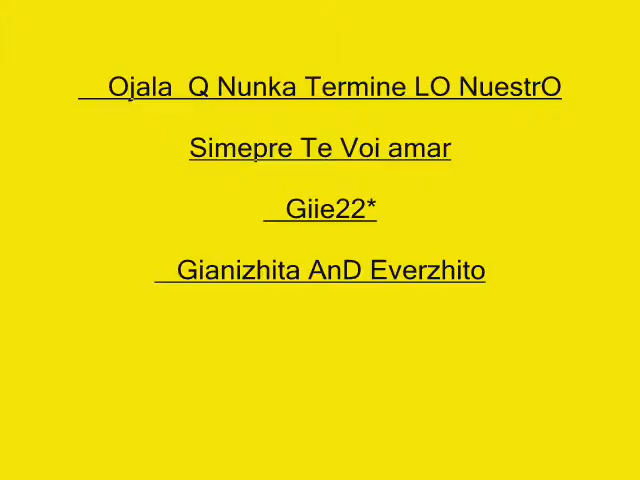 Ojala Q Nunka Termine LO NuestrO
Simepre Te Voi amar
Giie22*
Gianizhita AnD Everzhito